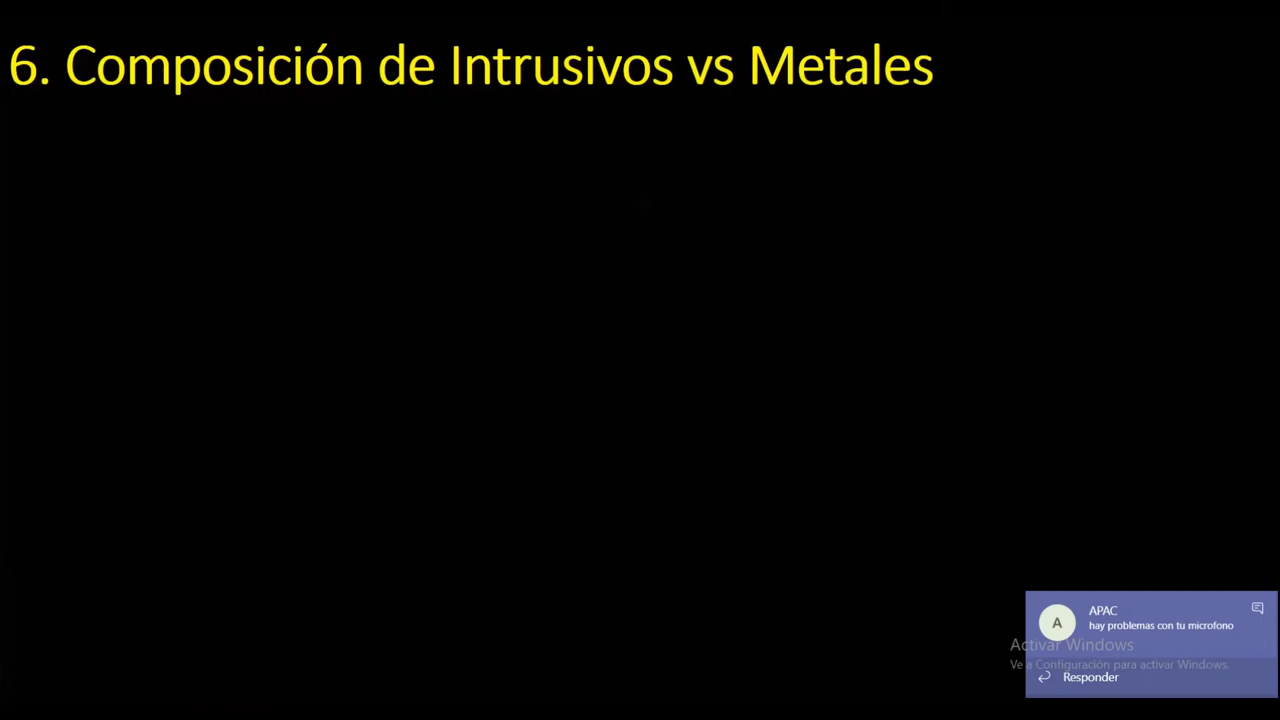 6. Composición de Intrusivos vs Metales
A
APAC
hay problemas con tu microfono
Activar Windows
Ve a Configuración para activar Windows.
Responder